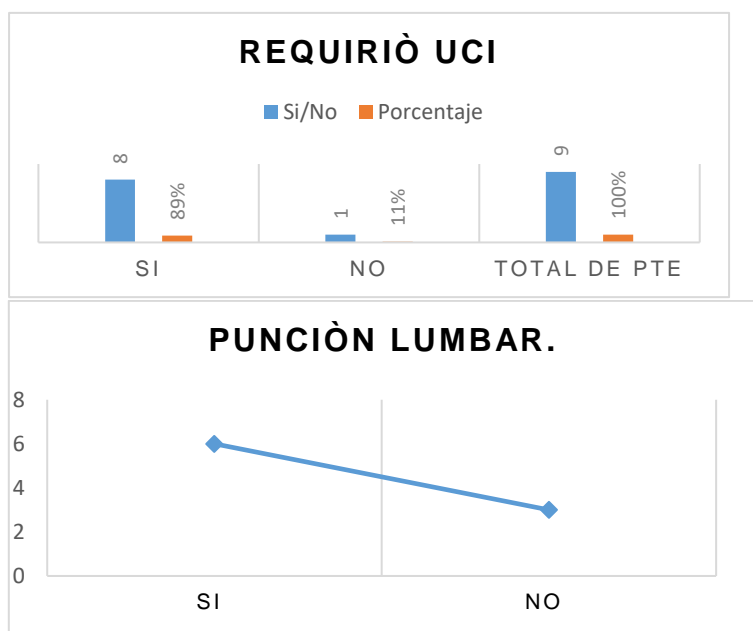 REQUIRIÒ UCI
Si/No Porcentaje
8 89% 1 11% 9 100%
SI NO TOTAL DE PTE
PUNCIÒN LUMBAR.
8
6
4
2
0
SI NO